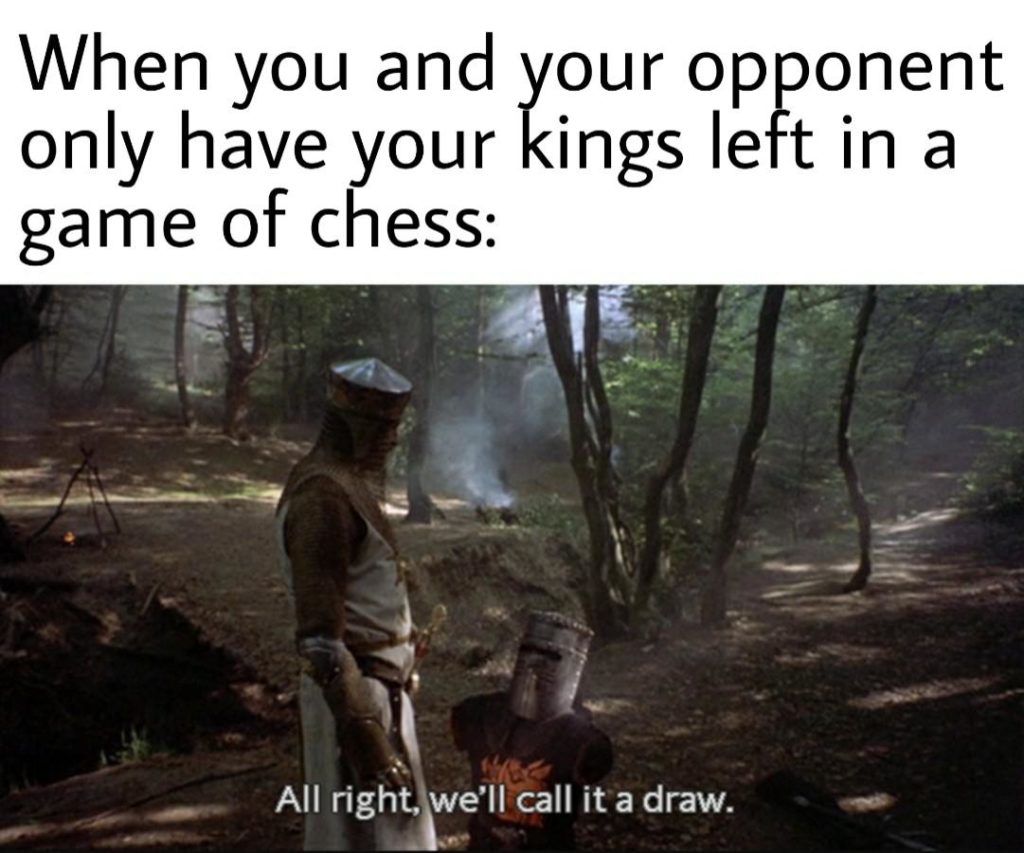 When you and your opponent
only have your kings left in a
game of chess:
All right, we'll call it a draw.